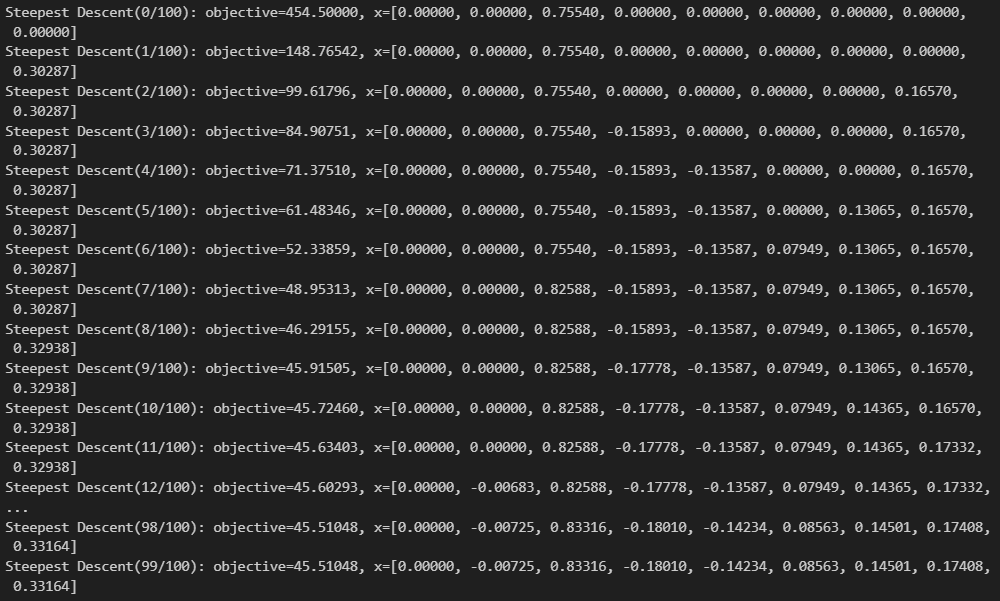 Steepest Descent(0/100): objective=454.50000, x=[0.00000, 0.00000, 0.75540, 0.00000, 0.00000, 0.00000, 0.00000, 0.00000,
0.00000]
Steepest Descent(1/100): objective=148.76542, x=[0.00000, 0.00000, 0.75540, 0.00000, 0.00000, 0.00000, 0.00000, 0.00000,
0.30287]
Steepest Descent(2/100): objective=99.61796, x=[0.00000, 0.00000, 0.75540, 0.00000, 0.00000, 0.00000, 0.00000, 0.16570,
0.30287]
Steepest Descent(3/100): objective=84.90751, x=[0.00000, 0.00000, 0.75540, -0.15893, 0.00000, 0.00000, 0.00000, 0.16570,
0.30287]
Steepest Descent(4/100): objective=71.37510, x=[0.00000, 0.00000, 0.75540, -0.15893, -0.13587, 0.00000, 0.00000, 0.16570,
0.30287]
Steepest Descent(5/100): objective=61.48346, x=[0.00000, 0.00000, 0.75540, -0.15893, -0.13587, 0.00000, 0.13065, 0.16570,
0.30287]
Steepest Descent(6/100): objective=52.33859, x=[0.00000, 0.00000, 0.75540, -0.15893, -0.13587, 0.07949, 0.13065, 0.16570,
0.30287]
Steepest Descent(7/100): objective=48.95313, x=[0.00000, 0.00000, 0.82588, -0.15893, -0.13587, 0.07949, 0.13065, 0.16570,
0.30287]
Steepest Descent(8/100): objective=46.29155, x=[0.00000, 0.00000, 0.82588, -0.15893, -0.13587, 0.07949, 0.13065, 0.16570,
0.32938]
Steepest Descent(9/100): objective=45.91505, x=[0.00000, 0.00000, 0.82588, -0.17778, -0.13587, 0.07949, 0.13065, 0.16570,
0.32938]
Steepest Descent(10/100): objective=45.72460, x=[0.00000, 0.00000, 0.82588, -0.17778, -0.13587, 0.07949, 0.14365, 0.16570,
0.32938]
Steepest Descent(11/100): objective=45.63403, x=[0.00000, 0.00000, 0.82588, -0.17778, -0.13587, 0.07949, 0.14365, 0.17332,
0.32938]
Steepest Descent(12/100): objective=45.60293, x=[0.00000, -0.00683, 0.82588, -0.17778, -0.13587, 0.07949, 0.14365, 0.17332,
...
Steepest Descent(98/100): objective=45.51048, x=[0.00000, -0.00725, 0.83316, -0.18010, -0.14234, 0.08563, 0.14501, 0.17408,
0.33164]
Steepest Descent(99/100): objective=45.51048, x=[0.00000, -0.00725, 0.83316, -0.18010, -0.14234, 0.08563, 0.14501, 0.17408,
0.33164]